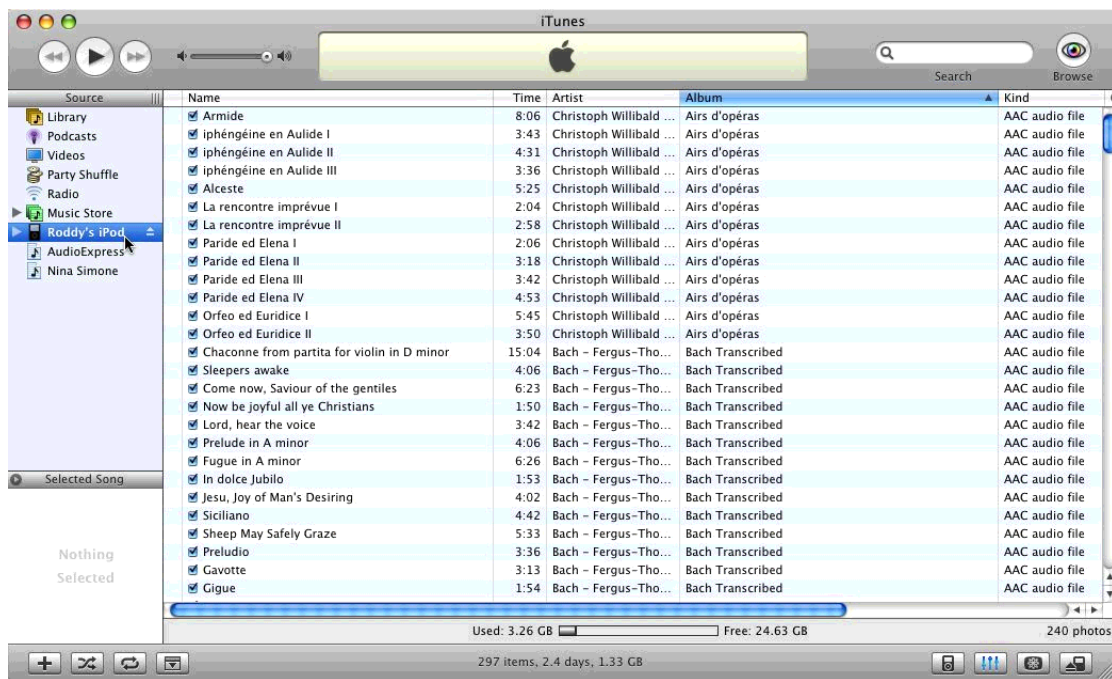 iTunes
Search
Browse
Source
Library
Podcasts
Videos
Party Shuffle
Radio
Music Store
Roddy's iPod
AudioExpress
Nina Simone
Selected Song
Nothing
Selected
Name Time Artist Album Kind
Armide 8:06 Christoph Willibald ... Airs d'opéras AAC audio file
iphéngéine en Aulide I 3:43 Christoph Willibald ... Airs d'opéras AAC audio file
iphéngéine en Aulide II 4:31 Christoph Willibald ... Airs d'opéras AAC audio file
iphéngéine en Aulide III 3:36 Christoph Willibald ... Airs d'opéras AAC audio file
Alceste 5:25 Christoph Willibald ... Airs d'opéras AAC audio file
La rencontre imprévue I 2:04 Christoph Willibald ... Airs d'opéras AAC audio file
La rencontre imprévue II 2:58 Christoph Willibald ... Airs d'opéras AAC audio file
Paride ed Elena I 2:06 Christoph Willibald ... Airs d'opéras AAC audio file
Paride ed Elena II 3:18 Christoph Willibald ... Airs d'opéras AAC audio file
Paride ed Elena III 3:42 Christoph Willibald ... Airs d'opéras AAC audio file
Paride ed Elena IV 4:53 Christoph Willibald ... Airs d'opéras AAC audio file
Orfeo ed Euridice I 5:45 Christoph Willibald ... Airs d'opéras AAC audio file
Orfeo ed Euridice II 3:50 Christoph Willibald ... Airs d'opéras AAC audio file
Chaconne from partita for violin in D minor 15:04 Bach – Fergus-Tho... Bach Transcribed AAC audio file
Sleepers awake 4:06 Bach – Fergus-Tho... Bach Transcribed AAC audio file
Come now, Saviour of the gentiles 6:23 Bach – Fergus-Tho... Bach Transcribed AAC audio file
Now be joyful all ye Christians 1:50 Bach – Fergus-Tho... Bach Transcribed AAC audio file
Lord, hear the voice 3:42 Bach – Fergus-Tho... Bach Transcribed AAC audio file
Prelude in A minor 4:06 Bach – Fergus-Tho... Bach Transcribed AAC audio file
Fugue in A minor 6:26 Bach – Fergus-Tho... Bach Transcribed AAC audio file
In dolce Jubilo 1:53 Bach – Fergus-Tho... Bach Transcribed AAC audio file
Jesu, Joy of Man's Desiring 4:02 Bach – Fergus-Tho... Bach Transcribed AAC audio file
Siciliano 4:42 Bach – Fergus-Tho... Bach Transcribed AAC audio file
Sheep May Safely Graze 5:33 Bach – Fergus-Tho... Bach Transcribed AAC audio file
Preludio 3:36 Bach – Fergus-Tho... Bach Transcribed AAC audio file
Gavotte 3:13 Bach – Fergus-Tho... Bach Transcribed AAC audio file
Gigue 1:54 Bach – Fergus-Tho... Bach Transcribed AAC audio file
Used: 3.26 GB Free: 24.63 GB 240 photos
297 items, 2.4 days, 1.33 GB